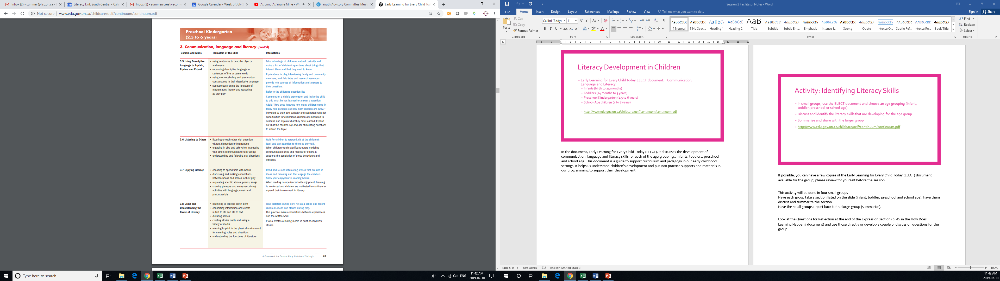 Inbox (2) - summer@llsc.on.ca -
Literacy Link South Central - Cale
Inbox (2) - summerscreativecorn
Google Calendar - Week of July
As Long As You're Mine - Wi
Youth Advisory Committee Meet
Early Learning for Every Child To
Not secure | www.edu.gov.on.ca/childcare/oelf/continuum/continuum.pdf
Preschool Kindergarten
(2.5 to 6 years)
3. Communication, language and literacy (cont'd)
Domain and Skills
Indicators of the Skill
Interactions
3.5 Using Descriptive
Language to Explain,
Explore and Extend
• using sentences to describe objects
and events
• expanding descriptive language to
sentences of five to seven words
• using new vocabulary and grammatical
constructions in their descriptive language
• spontaneously using the language of
mathematics, inquiry and reasoning
as they play
Take advantage of children's natural curiosity and
make a list of children's questions about things that
interest them and that they want to know.
Explorations in play, interviewing family and community
members, and field trips and research resources
provide rich sources of information and answers to
their questions.
Refer to the children's question list.
Comment on a child's exploration and invite the child
to add what he has learned to answer a question.
Adult: "How does knowing how many children came in
today help us figure out how many children are away?"
Provoked by their own curiosity and supported with rich
opportunities for exploration, children are motivated to
describe and explain what they have learned. Expand
on what the children say and ask stimulating questions
to extend the topic.
3.6 Listening to Others
• listening to each other with attention
without distraction or interruption
• engaging in give and take when interacting
with others (communicative turn-taking)
• understanding and following oral directions
Wait for children to respond, sit at the children's
level and pay attention to them as they talk.
When children watch significant others modeling
communication skills and respect for others, it
supports the acquisition of those behaviours and
attitudes.
3.7 Enjoying Literacy
• choosing to spend time with books
• discussing and making connections
between books and stories in their play
• requesting specific stories, poems, songs
• showing pleasure and enjoyment during
activities with language, music and
print materials
Read and re-read interesting stories that are rich in
ideas and meaning and that engage the children.
Show your enjoyment in reading books.
When reading is experienced with enjoyment, learning
is reinforced and children are motivated to continue to
expand their involvement in literacy.
3.8 Using and
Understanding the
Power of Literacy
• beginning to express self in print
• connecting information and events
in text to life and life to text
• dictating stories
• creating stories orally and using a
variety of media
• referring to print in the physical environment
for meaning, rules and directions
• understanding the functions of literature
Take dictation during play. Act as a scribe and record
children's ideas and stories during play.
This practice makes connections between experiences
and the written word.
It also creates a lasting record in print of children's
stories.
A Framework for Ontario Early Childhood Settings 49
Type here to search
ENG
11:42 AM
2019-07-10
Session 2 Facilitator Notes - Word
File Home Insert Design Layout References Mailings Review View Tell me what you want to do...
Sign in Share
Paste
Cut
Copy
Format Painter
Clipboard
Calibri (Body) 11
Font
Paragraph
¶ Normal
¶ No Spac...
Heading 1
Heading 2
Title
Subtitle
Subtle Em...
Emphasis
Intense E...
Strong
Quote
Intense Q...
Subtle Ref...
Intense Re...
Book Title
Styles
Find
Replace
Select
Editing
Literacy Development in Children
• Early Learning for Every Child Today ELECT document: Communication,
Language and Literacy
• Infants (birth to 24 months)
• Toddlers (14 months to 3 years)
• Preschool Kindergarten (2.5 to 6 years)
• School-Age children (5 to 8 years)
• http://www.edu.gov.on.ca/childcare/oelf/continuum/continuum.pdf
In the document, Early Learning for Every Child Today (ELECT), it discusses the development of
communication, language and literacy skills for each of the age groupings: infants, toddlers, preschool
and school age. This document is a guide to support curriculum and pedagogy in our early childhood
settings. It helps us understand children's development and put into practice supports and materials in
our programming to support their development.
Activity: Identifying Literacy Skills
• In small groups, use the ELECT document and choose an age grouping (infant,
toddler, preschool or school age).
• Discuss and identify the literacy skills that are developing for the age group
• Summarize and share with the larger group
• http://www.edu.gov.on.ca/childcare/oelf/continuum/continuum.pdf
If possible, you can have a few copies of the Early Learning for Every Child Today (ELECT) document
available for the group; please review for yourself before the session
This activity will be done in four small groups
Have each group take a section listed on the slide (infant, toddler, preschool and school age), have them
discuss and summarize the section.
Have the small groups report back to the large group (summarize).
Look at the Questions for Reflection at the end of the Expression section (p. 45 in the How Does
Learning Happen? document) and use those directly or develop a couple of discussion questions for the
group
Page 5 of 16 669 words English (United States)
100%
11:42 AM
2019-07-10